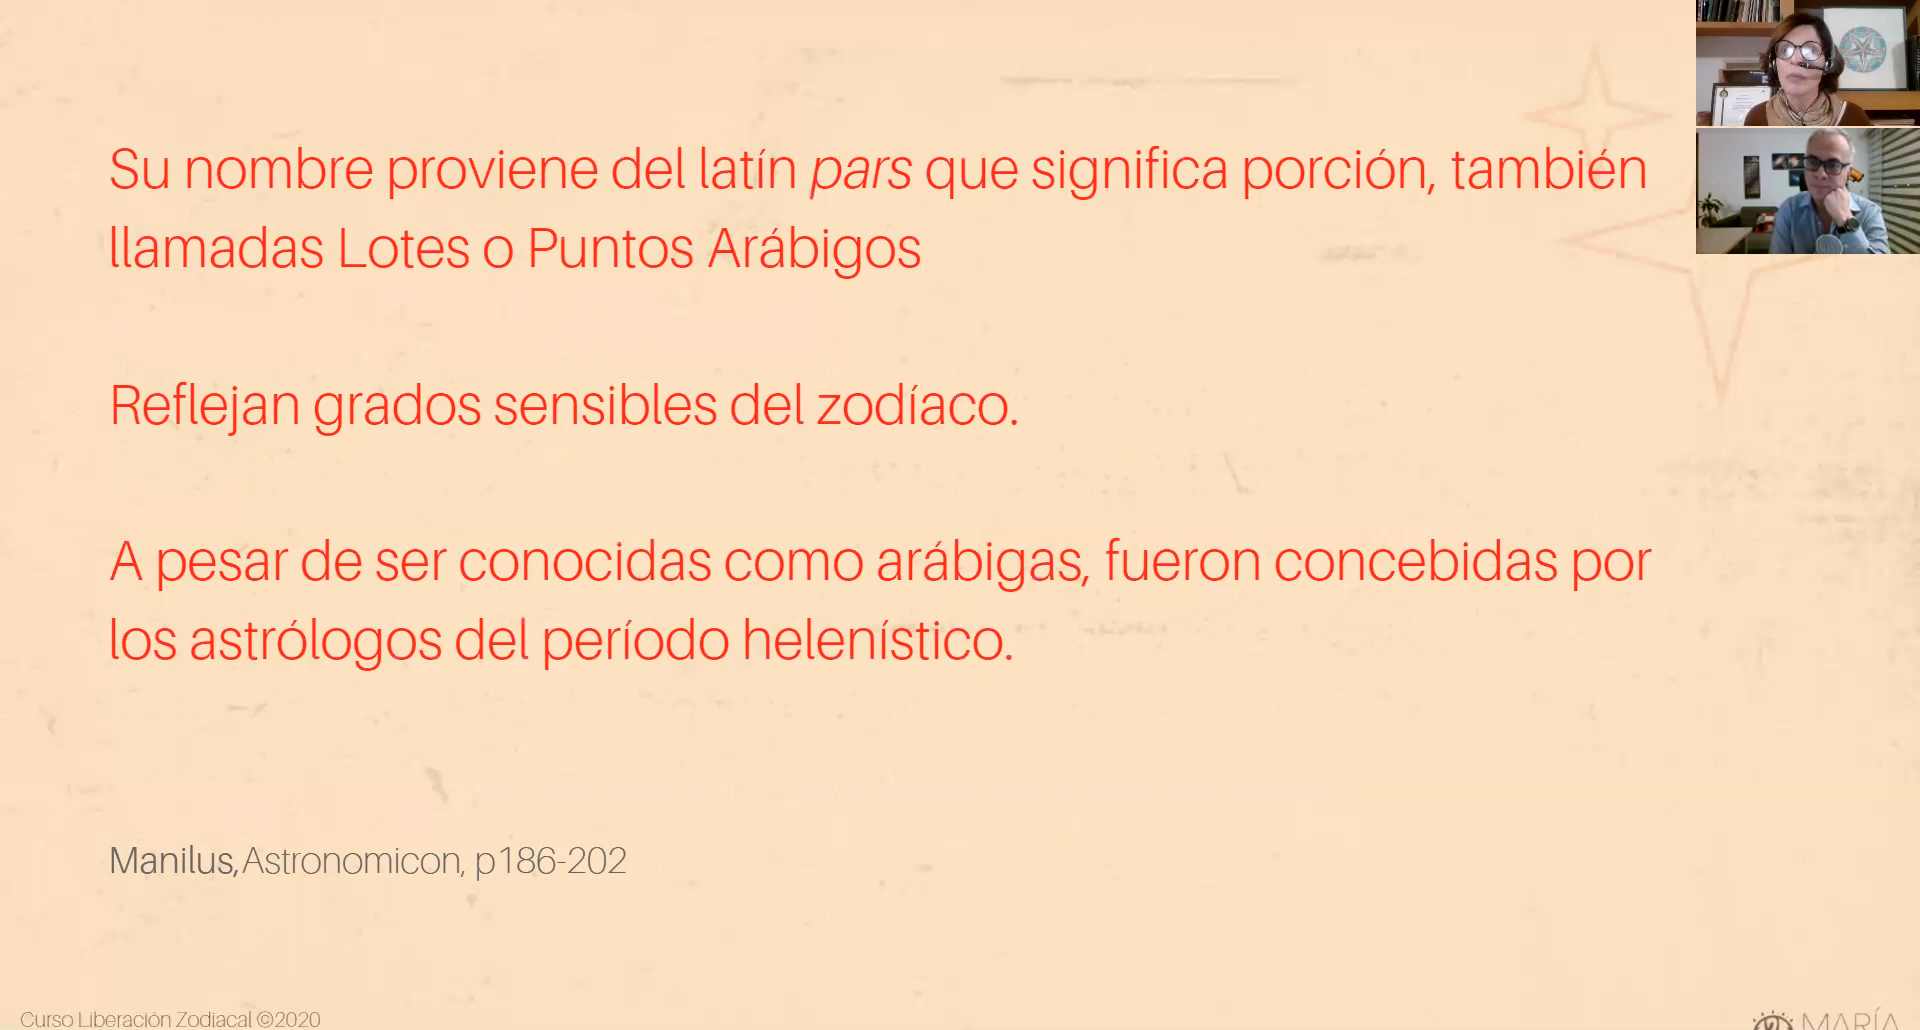 Su nombre proviene del latín pars que significa porción, también
llamadas Lotes o Puntos Arábigos
Reflejan grados sensibles del zodíaco.
A pesar de ser conocidas como arábigas, fueron concebidas por
los astrólogos del período helenístico.
Manilus,Astronomicon, p186-202
Curso Liberación Zodiacal ©2020
MARÍA